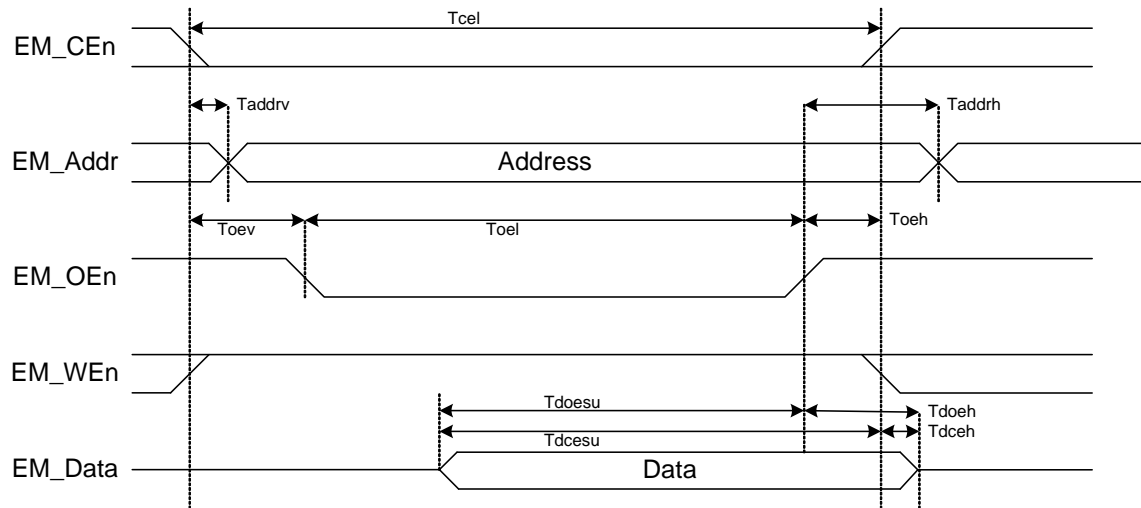 Tcel
EM_CEn
Taddrv
Taddrh
EM_Addr
Address
Toev
Toel
Toeh
EM_OEn
EM_WEn
Tdoesu
Tdoeh
Tdcesu
Tdceh
EM_Data
Data